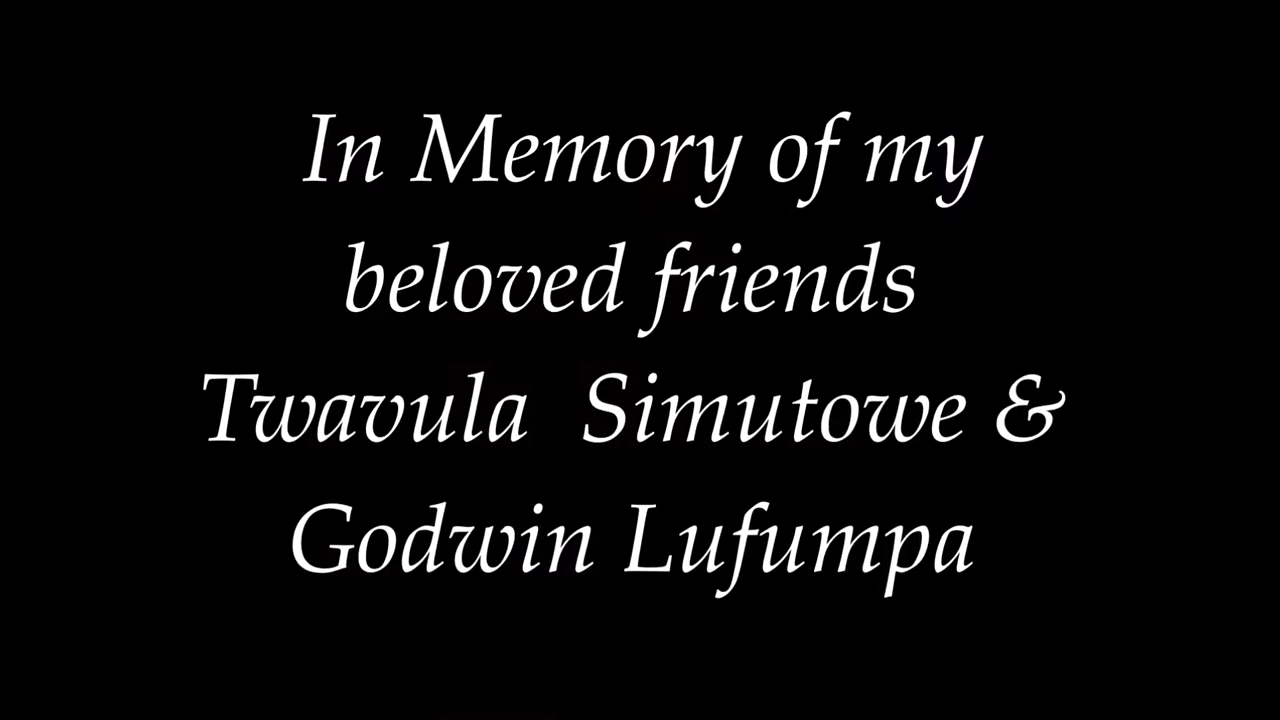 In Memory of my
beloved friends
Twavula Simutowe &
Godwin Lufumpa